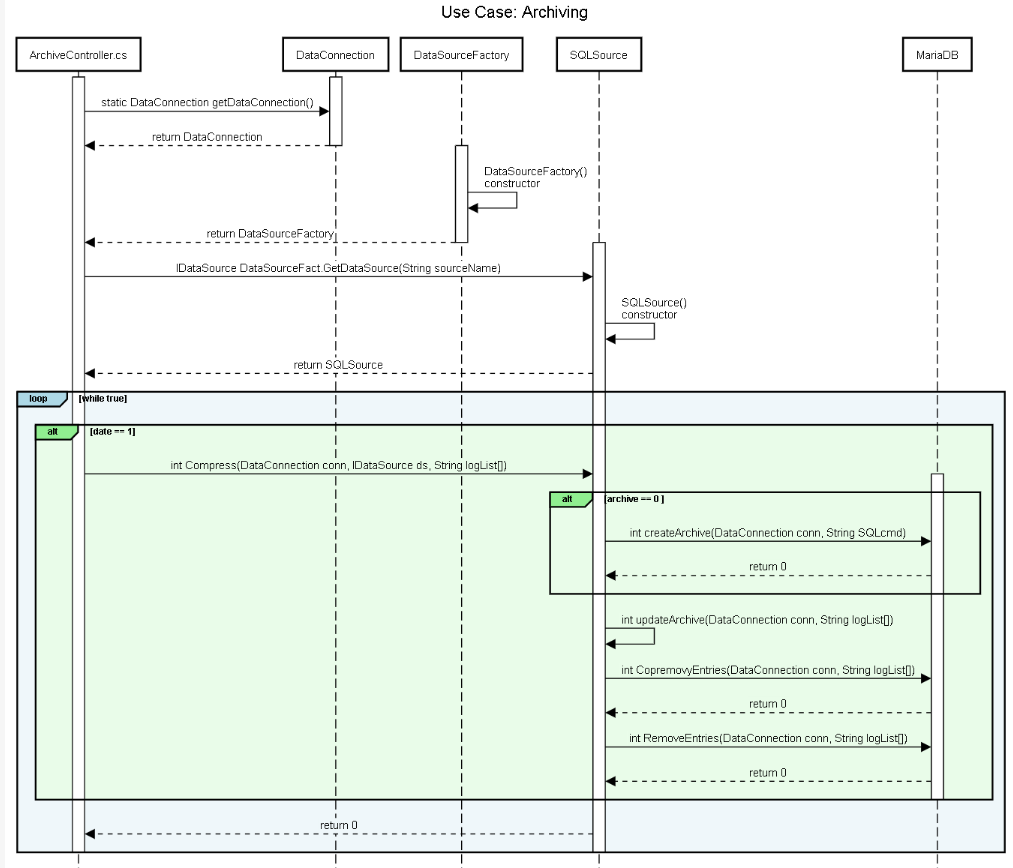 Use Case: Archiving
ArchiveController.cs
DataConnection
DataSourceFactory
SQLSource
MariaDB
static DataConnection getDataConnection()
return DataConnection
DataSourceFactory()
constructor
return DataSourceFactory
IDataSource DataSourceFact.GetDataSource(String sourceName)
SQLSource()
constructor
return SQLSource
loop
[while true]
alt
[date == 1]
int Compress(DataConnection conn, IDataSource ds, String logList[])
alt
[archive == 0 ]
int createArchive(DataConnection conn, String SQLcmd)
return 0
int updateArchive(DataConnection conn, String logList[])
int CopremovyEntries(DataConnection conn, String logList[])
return 0
int RemoveEntries(DataConnection conn, String logList[])
return 0
return 0